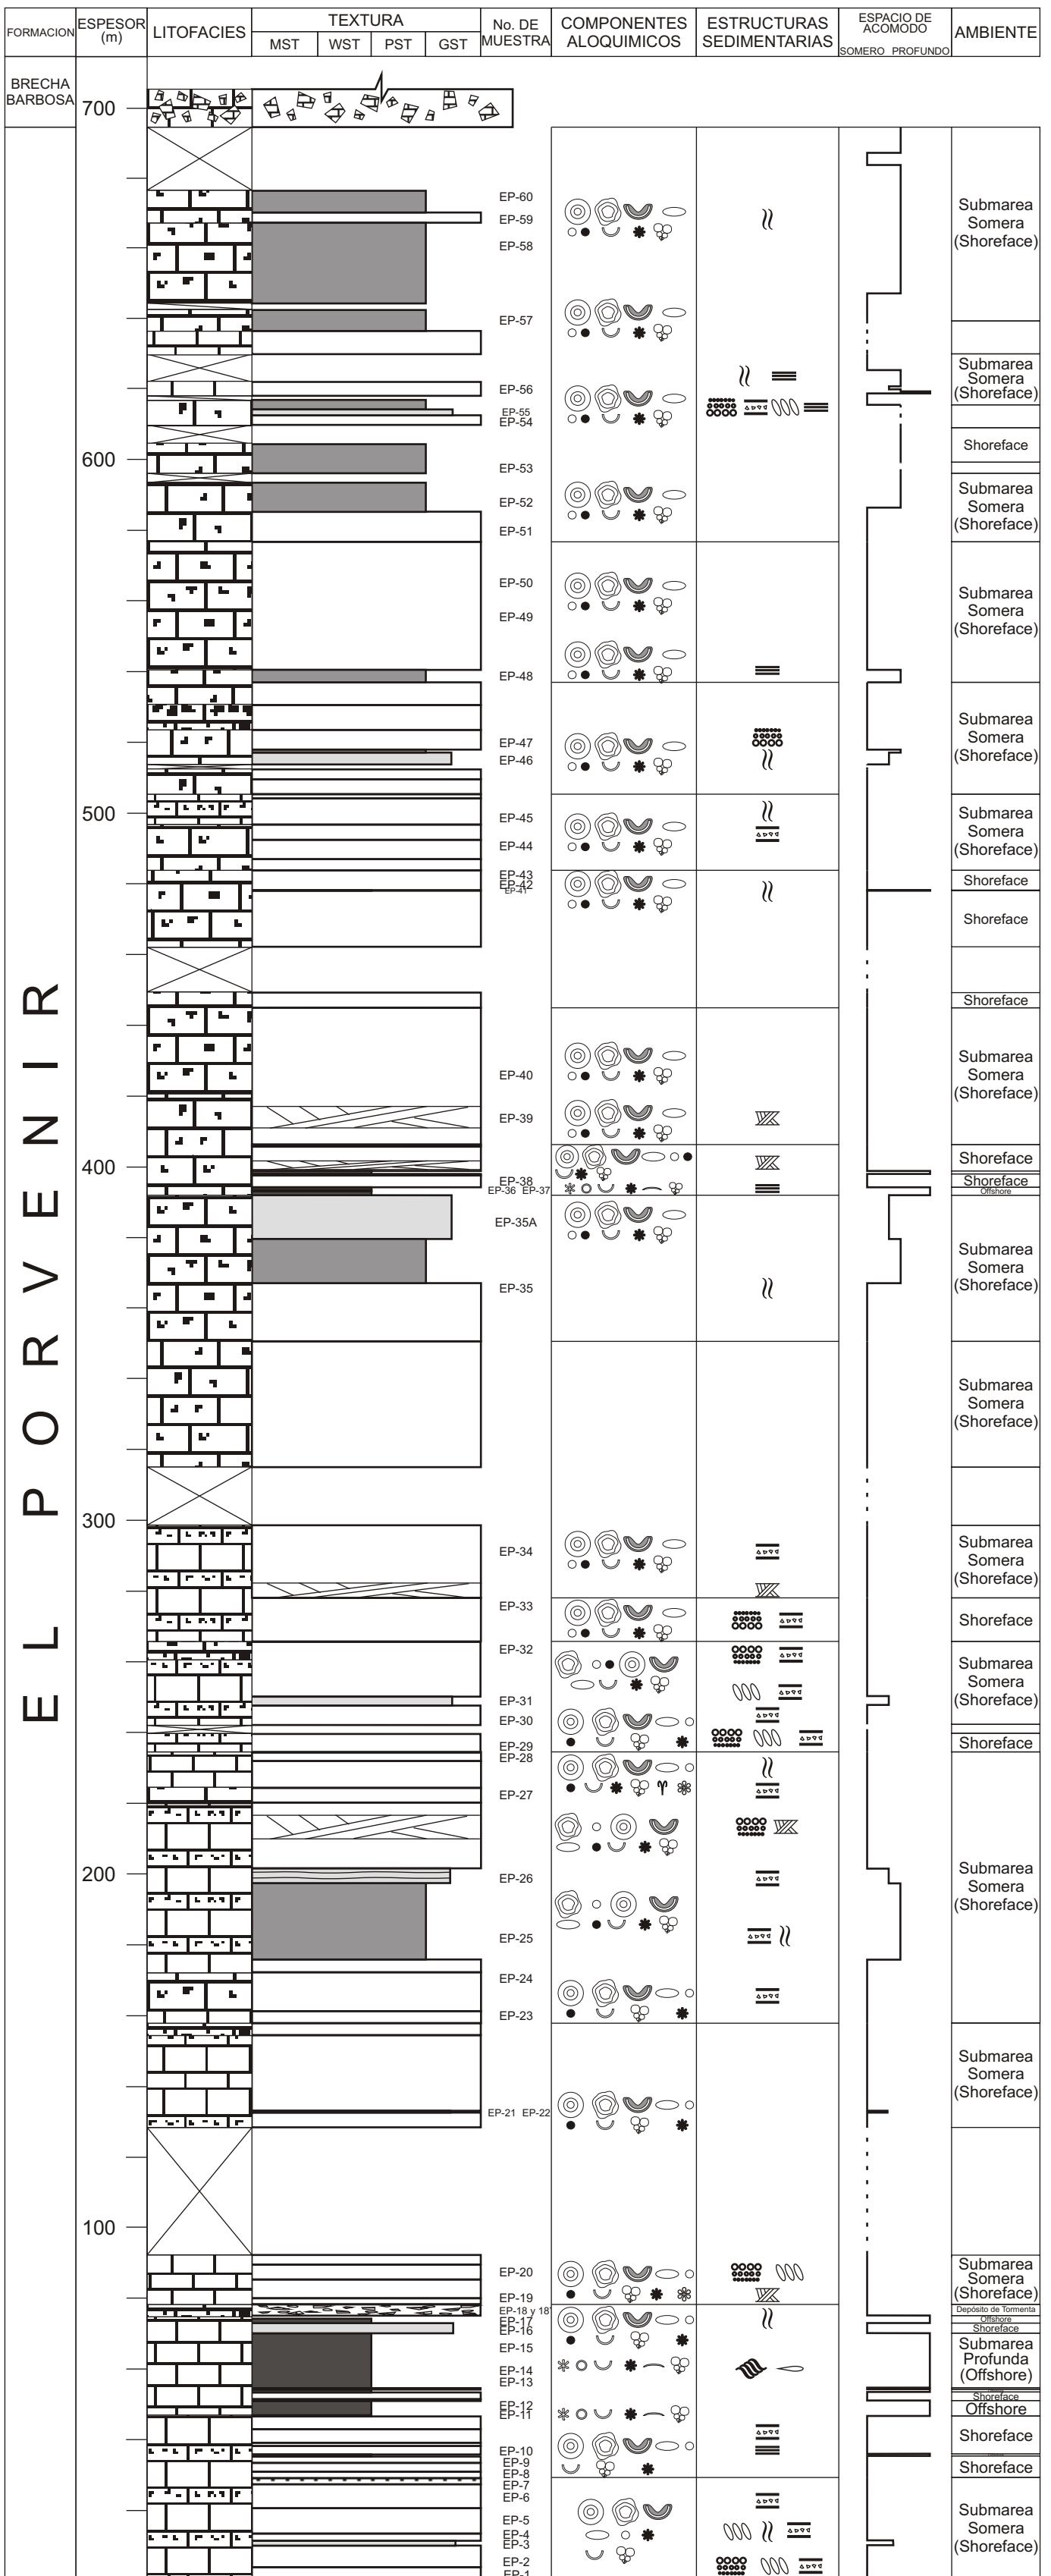 FORMACION
ESPESOR
(m)
LITOFACIES
TEXTURA
MST
WST
PST
GST
No. DE
MUESTRA
COMPONENTES
ALOQUIMICOS
ESTRUCTURAS
SEDIMENTARIAS
ESPACIO DE
ACOMODO
SOMERO PROFUNDO
AMBIENTE
BRECHA
BARBOSA
700
EP-60
EP-59
EP-58
Submarea
Somera
(Shoreface)
EP-57
EP-56
EP-55
EP-54
Submarea
Somera
(Shoreface)
600
EP-53
Shoreface
EP-52
EP-51
Submarea
Somera
(Shoreface)
EP-50
EP-49
Submarea
Somera
(Shoreface)
EP-48
EP-47
EP-46
Submarea
Somera
(Shoreface)
500
EP-45
EP-44
Submarea
Somera
(Shoreface)
EP-43
EP-42
EP-41
Shoreface
Shoreface
EL PORVENIR
Shoreface
EP-40
EP-39
Submarea
Somera
(Shoreface)
400
EP-38
EP-36 EP-37
Shoreface
Shoreface
Offshore
EP-35A
EP-35
Submarea
Somera
(Shoreface)
Submarea
Somera
(Shoreface)
300
EP-34
Submarea
Somera
(Shoreface)
EP-33
Shoreface
EP-32
EP-31
EP-30
Submarea
Somera
(Shoreface)
EP-29
Shoreface
EP-28
EP-27
200
EP-26
EP-25
EP-24
EP-23
Submarea
Somera
(Shoreface)
EP-21 EP-22
Submarea
Somera
(Shoreface)
100
EP-20
EP-19
Submarea
Somera
(Shoreface)
EP-18 y 18'
EP-17
EP-16
Depósito de Tormenta
Offshore
Shoreface
EP-15
EP-14
EP-13
Submarea
Profunda
(Offshore)
Shoreface
EP-12
EP-11
Offshore
Shoreface
EP-10
EP-9
EP-8
Shoreface
EP-7
EP-6
EP-5
EP-4
EP-3
EP-2
EP-1
Submarea
Somera
(Shoreface)